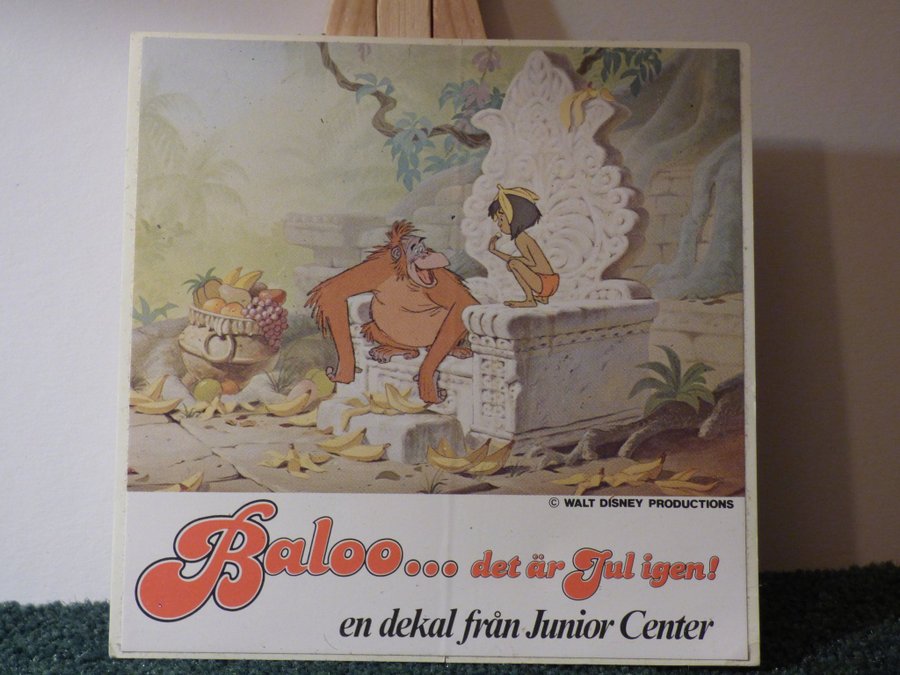 © WALT DISNEY PRODUCTIONS
Baloo... det är Jul igen!
en dekal från Junior Center